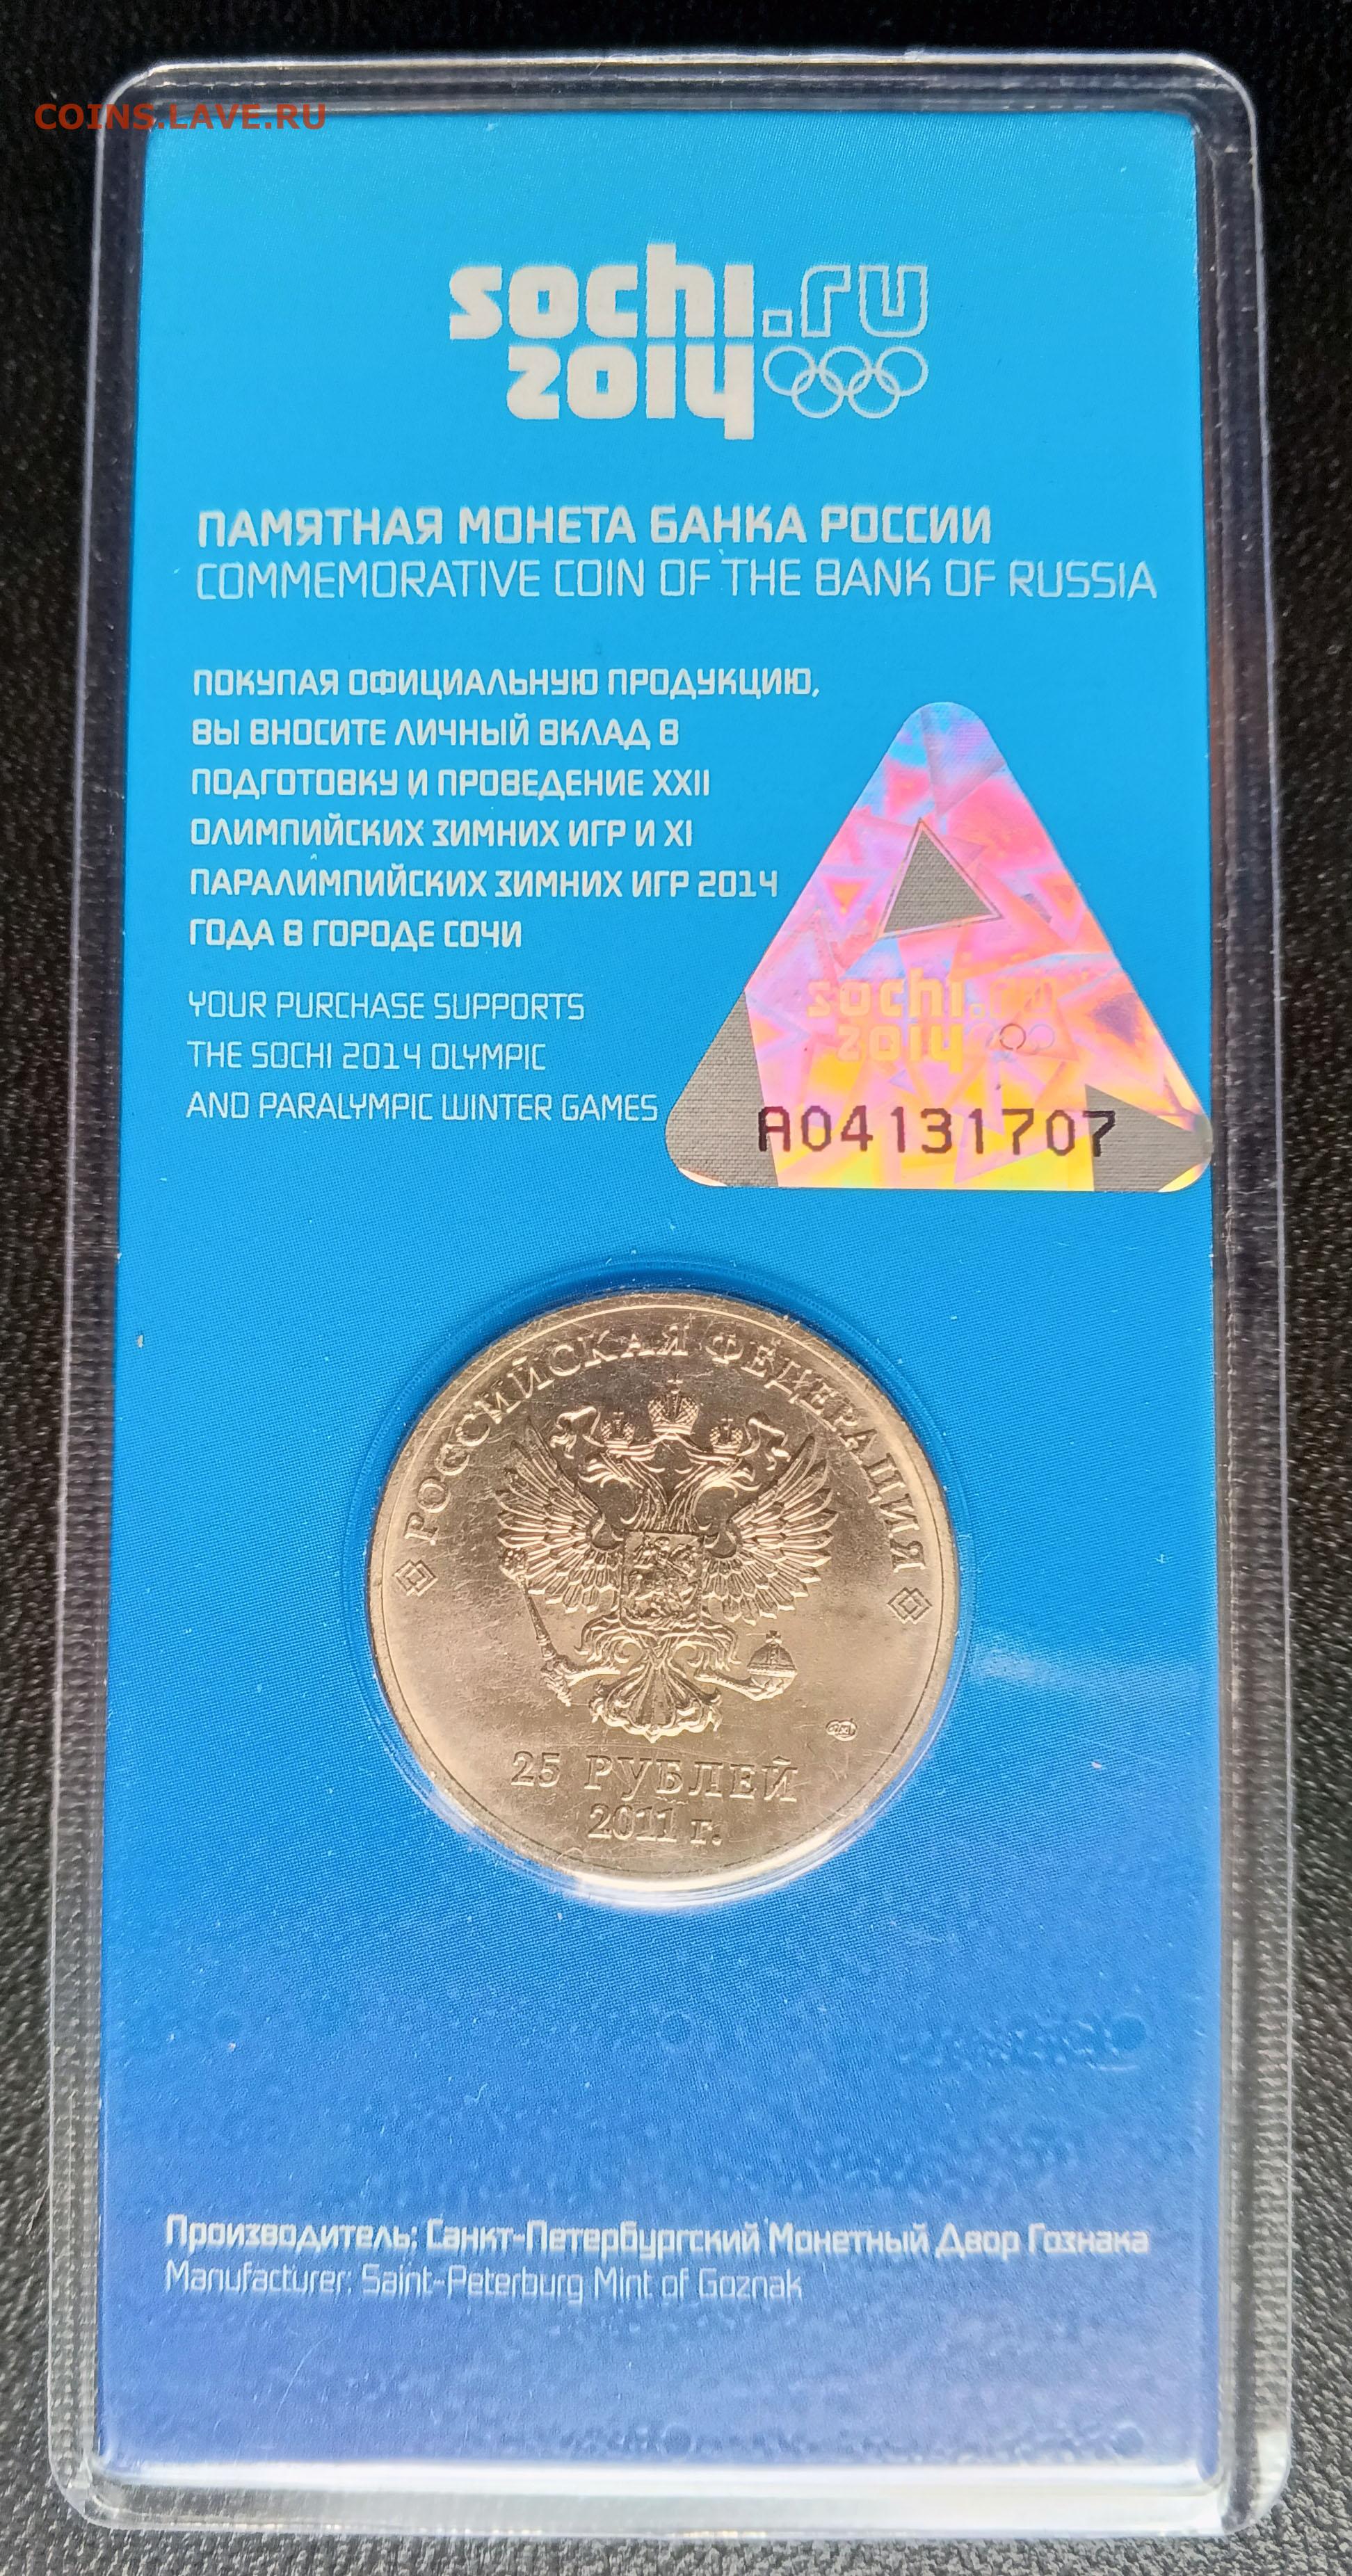 COINS.LAVE.RU
sochi.ru
2014
ПАМЯТНАЯ МОНЕТА БАНКА РОССИИ
COMMEMORATIVE COIN OF THE BANK OF RUSSIA
ПОКУПАЯ ОФИЦИАЛЬНУЮ ПРОДУКЦИЮ,
ВЫ ВНОСИТЕ ЛИЧНЫЙ ВКЛАД В
ПОДГОТОВКУ И ПРОВЕДЕНИЕ XXII
ОЛИМПИЙСКИХ ЗИМНИХ ИГР И XI
ПАРАЛИМПИЙСКИХ ЗИМНИХ ИГР 2014
ГОДА В ГОРОДЕ СОЧИ
YOUR PURCHASE SUPPORTS
THE SOCHI 2014 OLYMPIC
AND PARALYMPIC WINTER GAMES
sochi.ru
2014
A04131707
РОССИЙСКАЯ ФЕДЕРАЦИЯ
25 РУБЛЕЙ
2011 г.
Производитель: Санкт-Петербургский Монетный Двор Гознака
Manufacturer: Saint-Peterburg Mint of Goznak